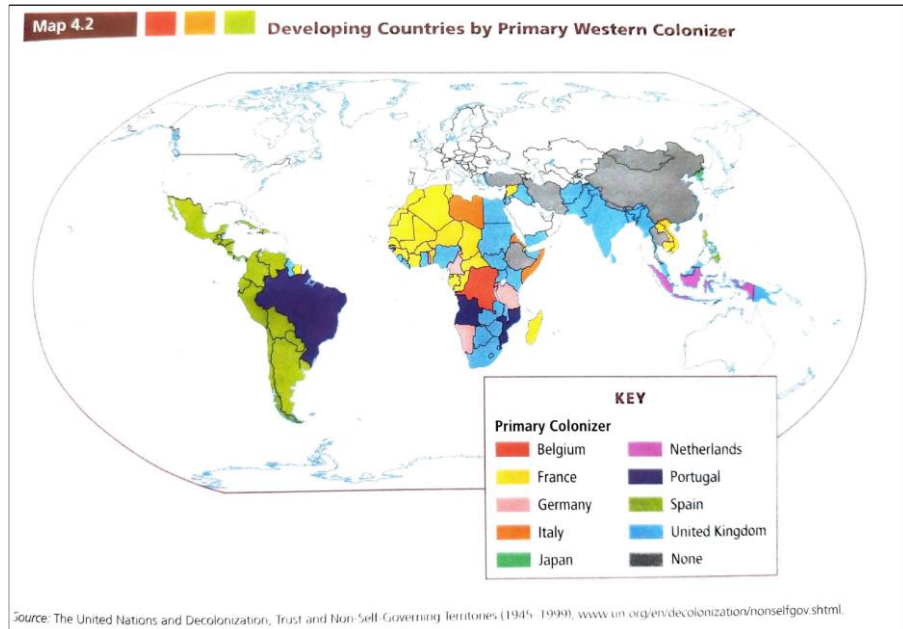 Map 4.2
Developing Countries by Primary Western Colonizer
KEY
Primary Colonizer
Belgium
France
Germany
Italy
Japan
Netherlands
Portugal
Spain
United Kingdom
None
Source: The United Nations and Decolonization, Trust and Non-Self-Governing Territories (1945–1999), www.un.org/en/decolonization/nonselfgov.shtml.